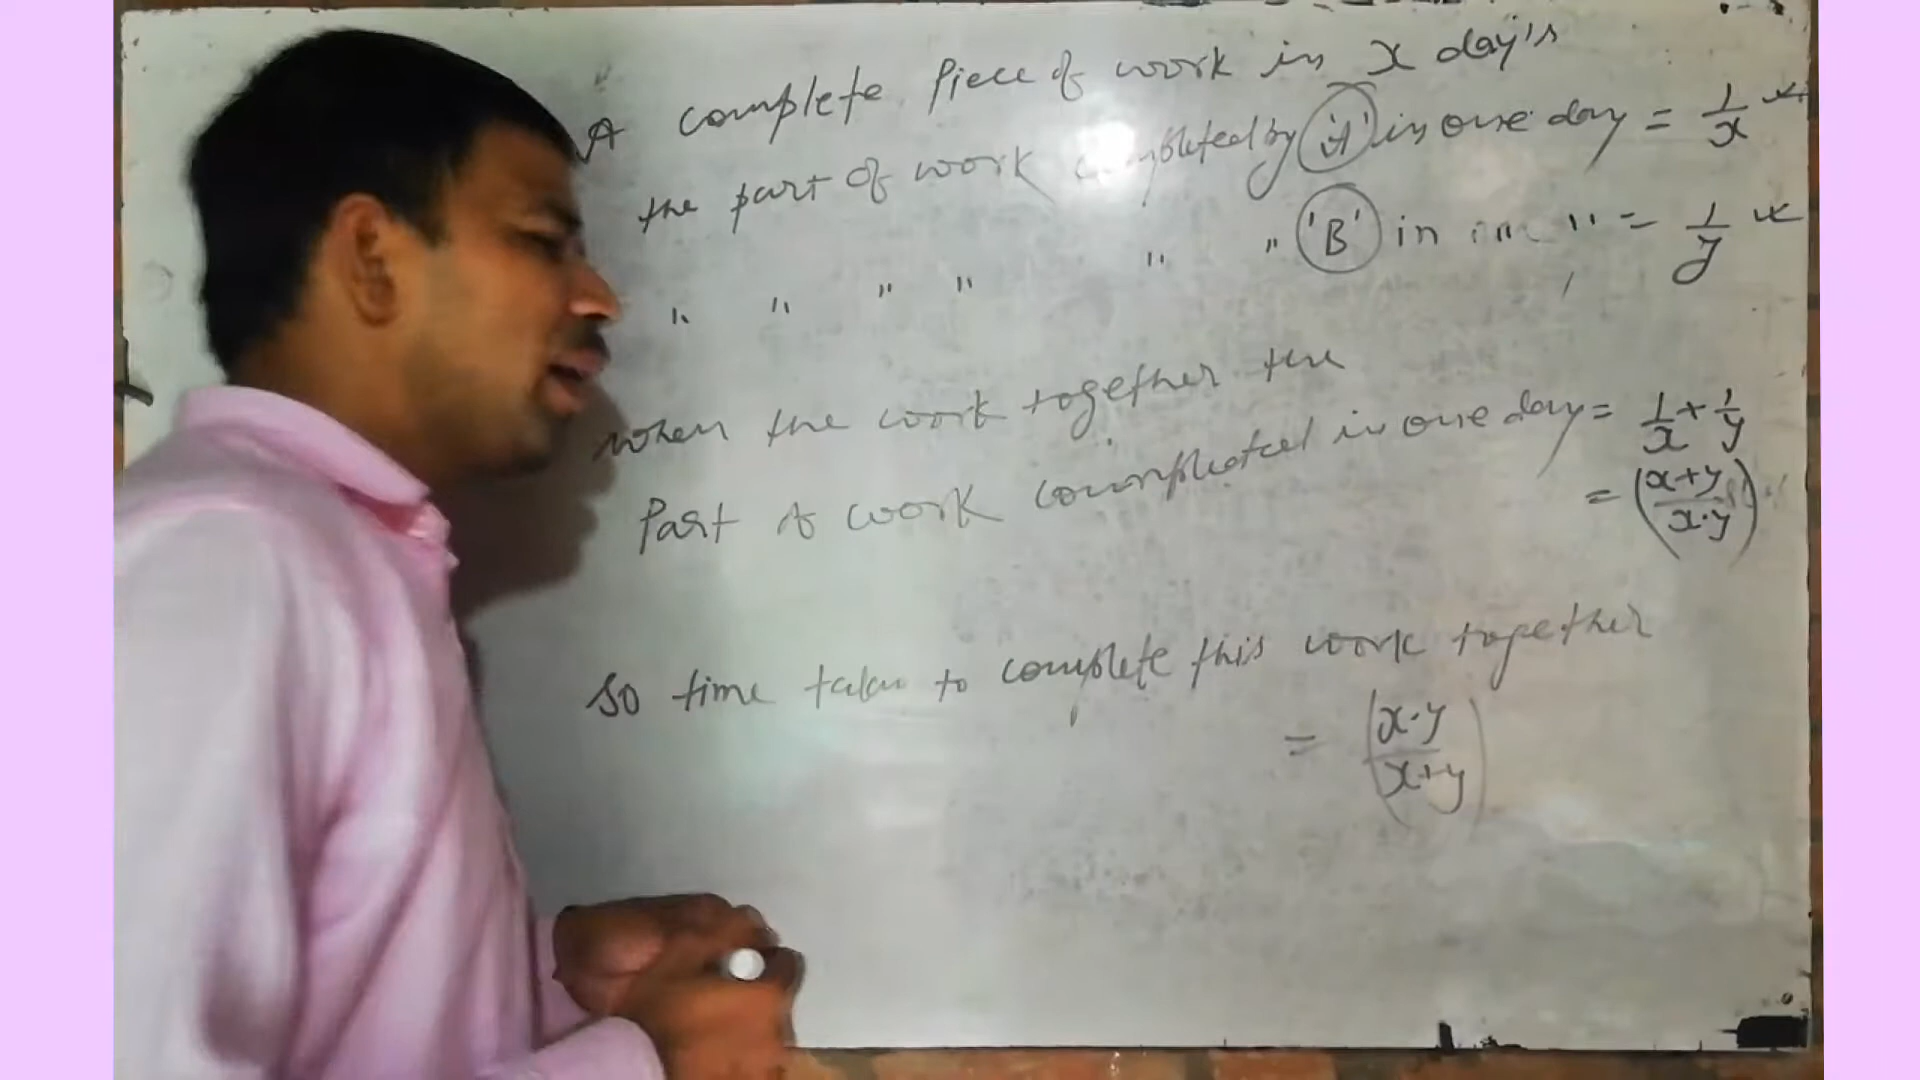 A complete Piece of work in x day's
the part of work completed by 'A' in one day = 1/x
" " " " " " 'B' in " = 1/y
when the work together the
Part of work completed in one day = 1/x + 1/y
= (x+y/x·y)
so time taken to complete this work together
= (x·y/x+y)